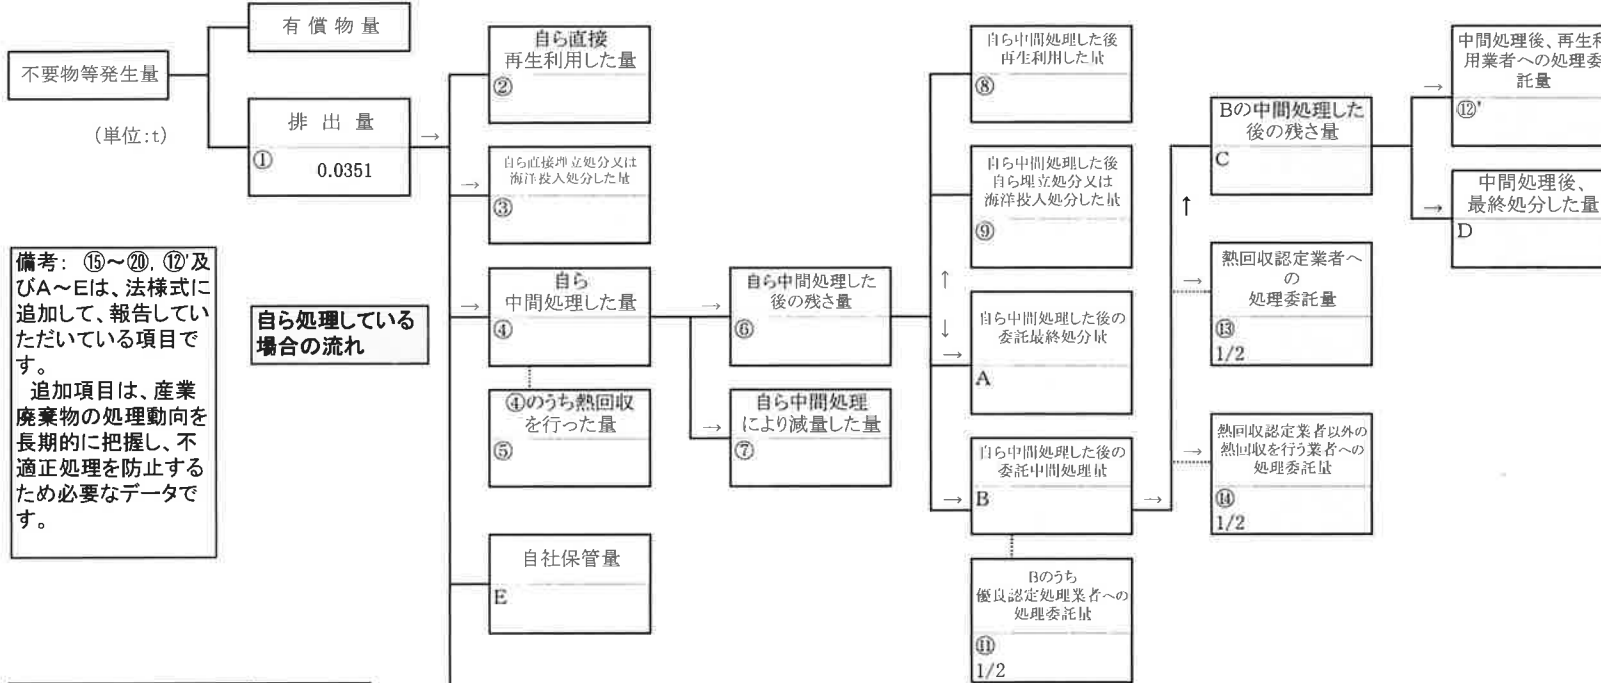 有 償 物 量
不要物等発生量
(単位:t)
排 出 量
①
0.0351
備考: ⑮～⑳, ⑫'及
びA～Eは、法様式に
追加して、報告してい
ただいている項目で
す。
追加項目は、産業
廃棄物の処理動向を
長期的に把握し、不
適正処理を防止する
ため必要なデータで
す。
自ら処理している
場合の流れ
自ら直接
再生利用した量
②
自ら直接埋立処分又は
海洋投入処分した量
③
自ら
中間処理した量
④
④のうち熱回収
を行った量
⑤
自社保管量
E
自ら中間処理した
後の残さ量
⑥
自ら中間処理
により減量した量
⑦
自ら中間処理した後
再生利用した量
⑧
自ら中間処理した後
自ら埋立処分又は
海洋投入処分した量
⑨
自ら中間処理した後の
委託最終処分量
A
自ら中間処理した後の
委託中間処理量
B
Bのうち
優良認定処理業者への
処理委託量
⑪
1/2
Bの中間処理した
後の残さ量
C
熱回収認定業者へ
の
処理委託量
⑬
1/2
熱回収認定業者以外の
熱回収を行う業者への
処理委託量
⑭
1/2
中間処理後、再生利
用業者への処理委
託量
⑫'
中間処理後、
最終処分した量
D